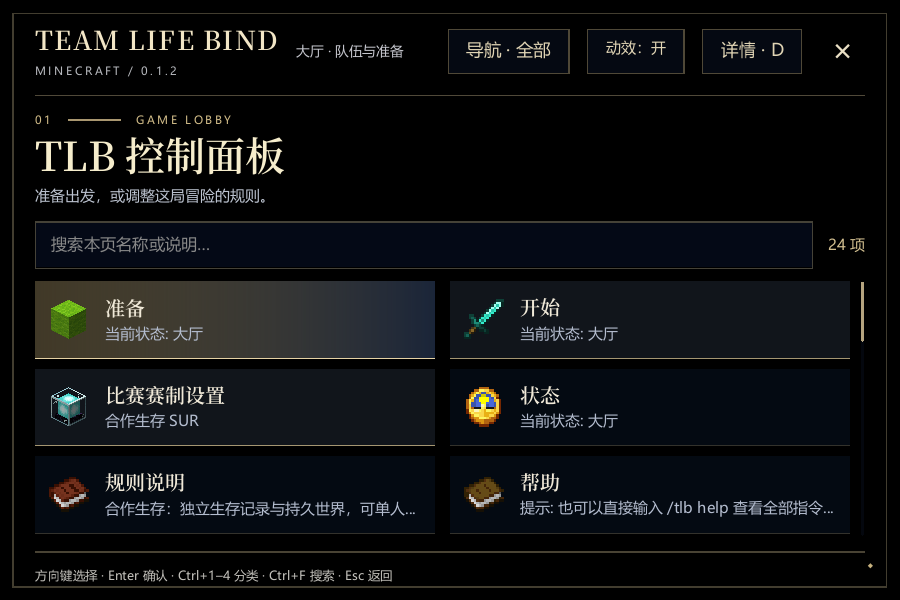 TEAM LIFE BIND
MINECRAFT / 0.1.2
大厅 · 队伍与准备
导航 · 全部
动效：开
详情 · D
×
01
GAME LOBBY
TLB 控制面板
准备出发，或调整这局冒险的规则。
搜索本页名称或说明...
24 项
准备
当前状态: 大厅
开始
当前状态: 大厅
比赛赛制设置
合作生存 SUR
状态
当前状态: 大厅
规则说明
合作生存：独立生存记录与持久世界，可单人...
帮助
提示: 也可以直接输入 /tlb help 查看全部指令...
方向键选择 · Enter 确认 · Ctrl+1–4 分类 · Ctrl+F 搜索 · Esc 返回